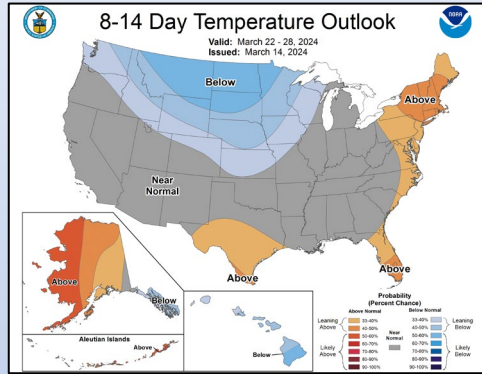 8-14 Day Temperature Outlook
Valid: March 22 - 28, 2024
Issued: March 14, 2024
NOAA
Below
Above
Near
Normal
Above
Above
Above
Below
Aleutian Islands
Above
Below
Probability
(Percent Chance)
Above Normal
Below Normal
Leaning
Above
33-40%
40-50%
Near
Normal
33-40%
40-50%
Leaning
Below
Likely
Above
50-60%
60-70%
70-80%
80-90%
90-100%
50-60%
60-70%
70-80%
80-90%
90-100%
Likely
Below